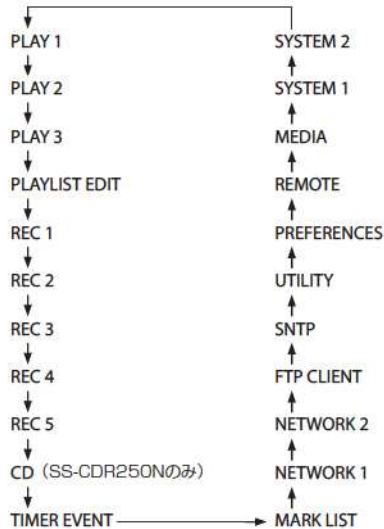 PLAY 1
PLAY 2
PLAY 3
PLAYLIST EDIT
REC 1
REC 2
REC 3
REC 4
REC 5
CD（SS-CDR250Nのみ）
TIMER EVENT
MARK LIST
NETWORK 1
NETWORK 2
FTP CLIENT
SNTP
UTILITY
PREFERENCES
REMOTE
MEDIA
SYSTEM 1
SYSTEM 2